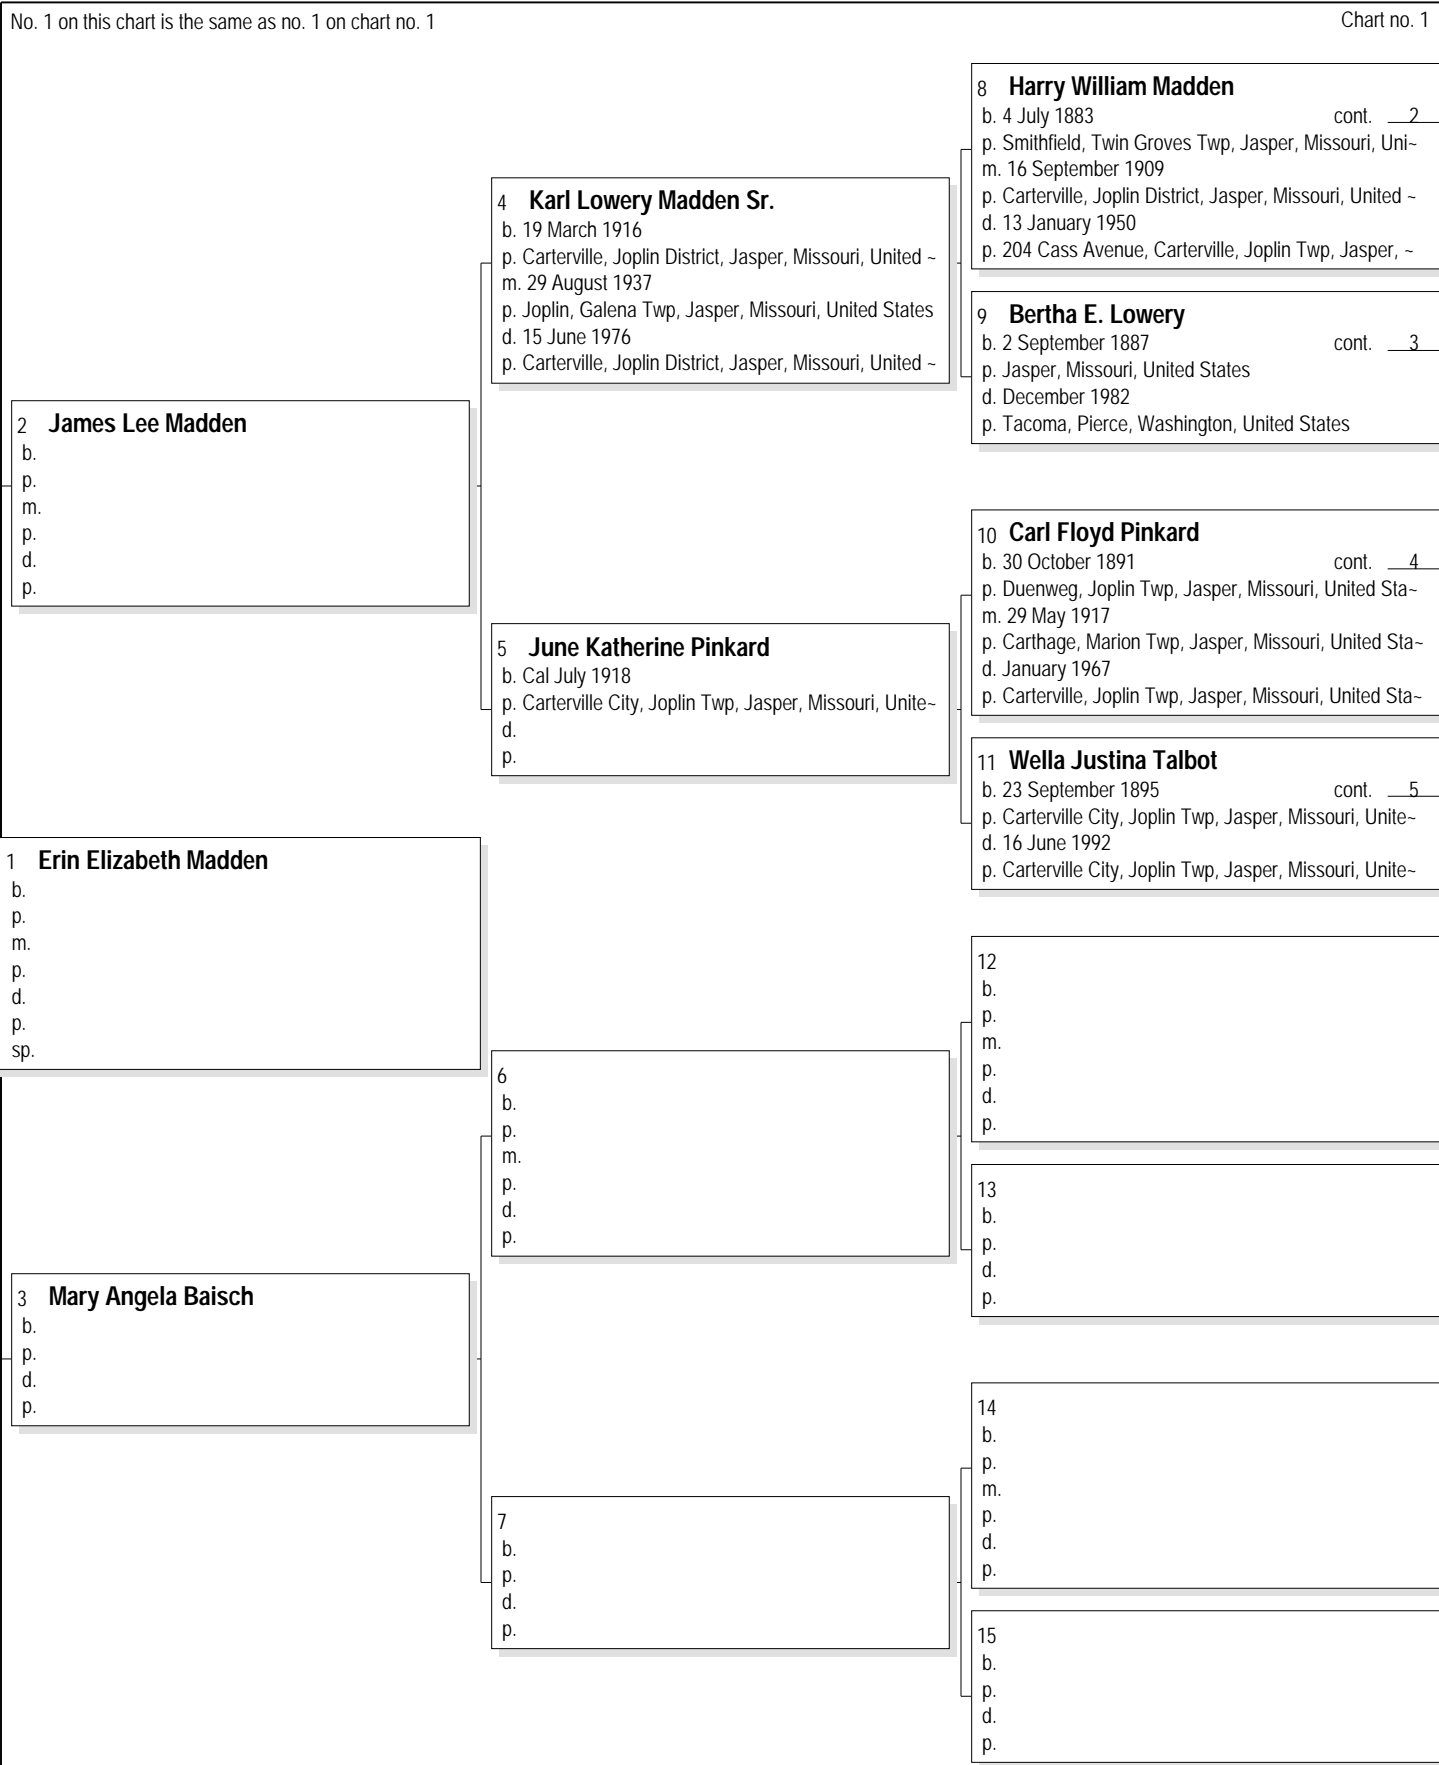 No. 1 on this chart is the same as no. 1 on chart no. 1
Chart no. 1
8 Harry William Madden
b. 4 July 1883 cont. 2
p. Smithfield, Twin Groves Twp, Jasper, Missouri, Uni~
m. 16 September 1909
p. Carterville, Joplin District, Jasper, Missouri, United ~
d. 13 January 1950
p. 204 Cass Avenue, Carterville, Joplin Twp, Jasper, ~
4 Karl Lowery Madden Sr.
b. 19 March 1916
p. Carterville, Joplin District, Jasper, Missouri, United ~
m. 29 August 1937
p. Joplin, Galena Twp, Jasper, Missouri, United States
d. 15 June 1976
p. Carterville, Joplin District, Jasper, Missouri, United ~
9 Bertha E. Lowery
b. 2 September 1887 cont. 3
p. Jasper, Missouri, United States
d. December 1982
p. Tacoma, Pierce, Washington, United States
2 James Lee Madden
b.
p.
m.
p.
d.
p.
10 Carl Floyd Pinkard
b. 30 October 1891 cont. 4
p. Duenweg, Joplin Twp, Jasper, Missouri, United Sta~
m. 29 May 1917
p. Carthage, Marion Twp, Jasper, Missouri, United Sta~
d. January 1967
p. Carterville, Joplin Twp, Jasper, Missouri, United Sta~
5 June Katherine Pinkard
b. Cal July 1918
p. Carterville City, Joplin Twp, Jasper, Missouri, Unite~
d.
p.
11 Wella Justina Talbot
b. 23 September 1895 cont. 5
p. Carterville City, Joplin Twp, Jasper, Missouri, Unite~
d. 16 June 1992
p. Carterville City, Joplin Twp, Jasper, Missouri, Unite~
1 Erin Elizabeth Madden
b.
p.
m.
p.
d.
p.
sp.
12
b.
p.
m.
p.
d.
p.
6
b.
p.
m.
p.
d.
p.
13
b.
p.
d.
p.
3 Mary Angela Baisch
b.
p.
d.
p.
14
b.
p.
m.
p.
d.
p.
7
b.
p.
d.
p.
15
b.
p.
d.
p.